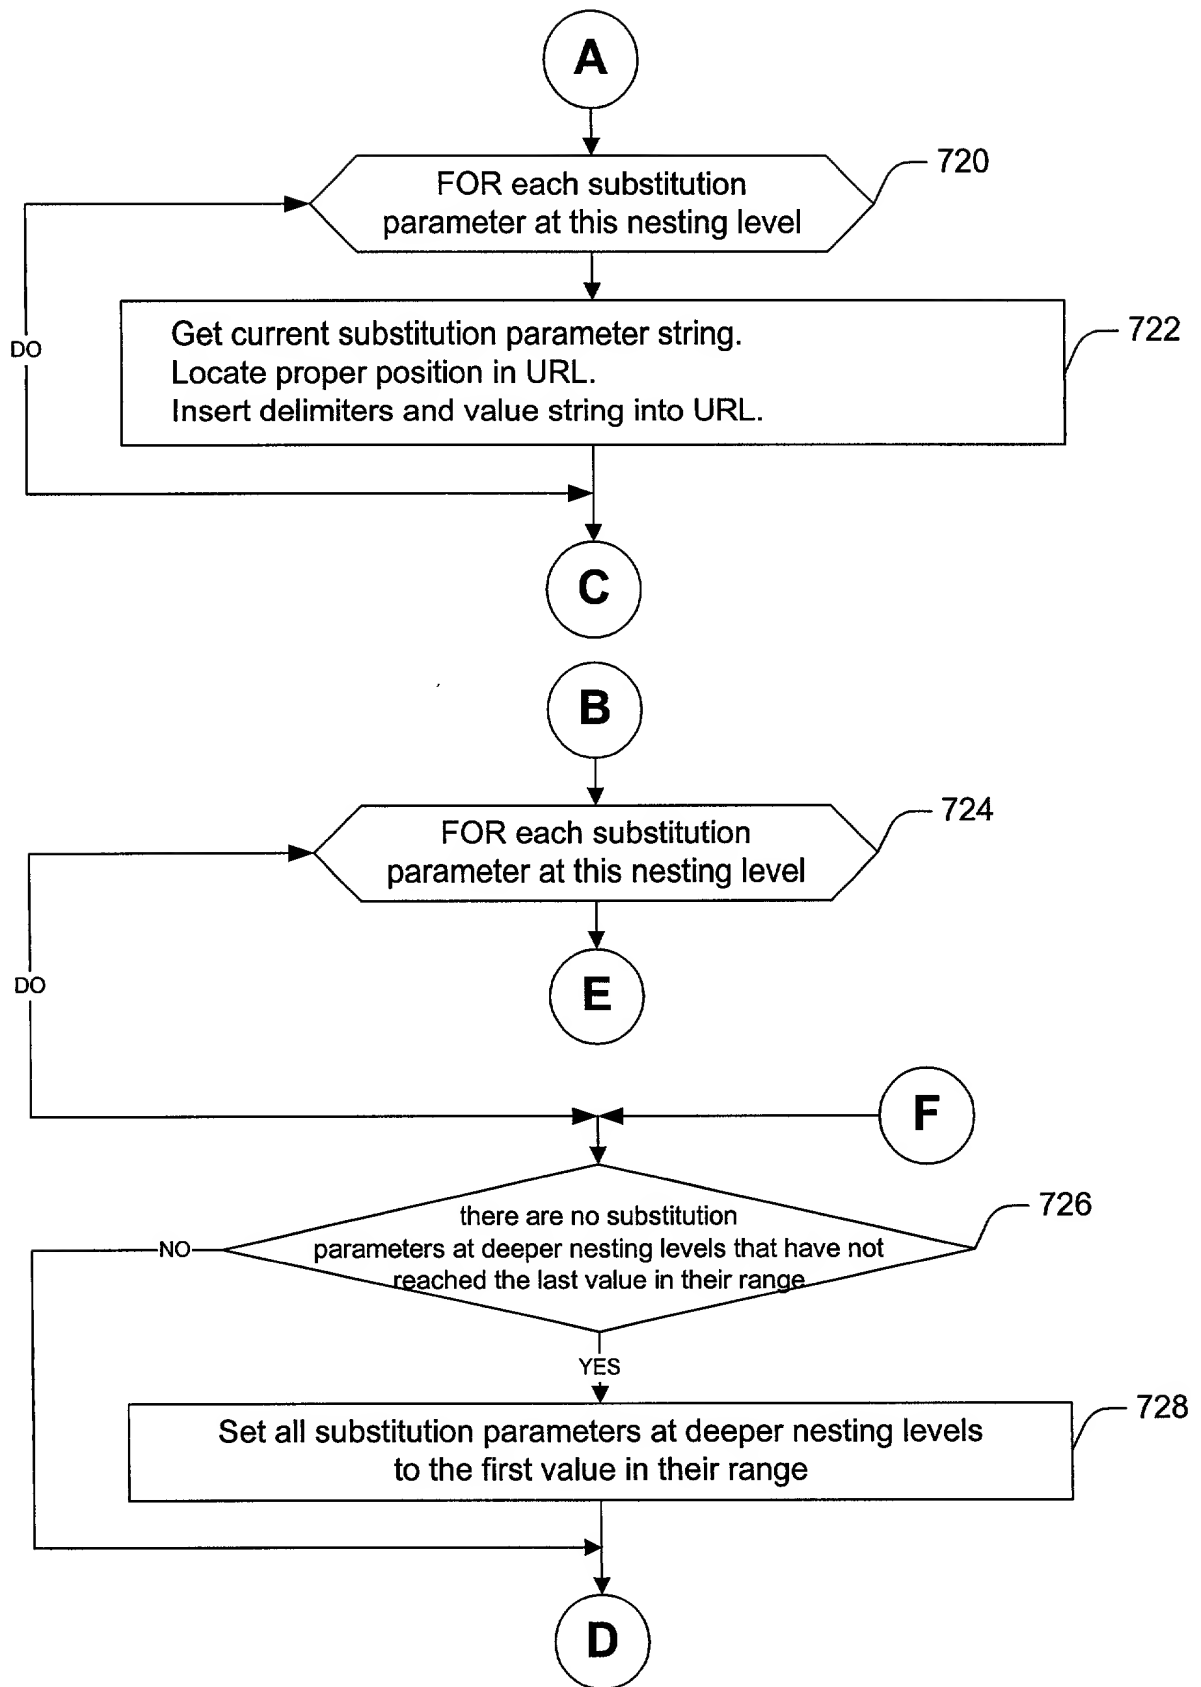 A
FOR each substitution
parameter at this nesting level
720
Get current substitution parameter string.
Locate proper position in URL.
Insert delimiters and value string into URL.
722
DO
C
B
FOR each substitution
parameter at this nesting level
724
E
DO
F
there are no substitution
parameters at deeper nesting levels that have not
reached the last value in their range
726
NO
YES
Set all substitution parameters at deeper nesting levels
to the first value in their range
728
D